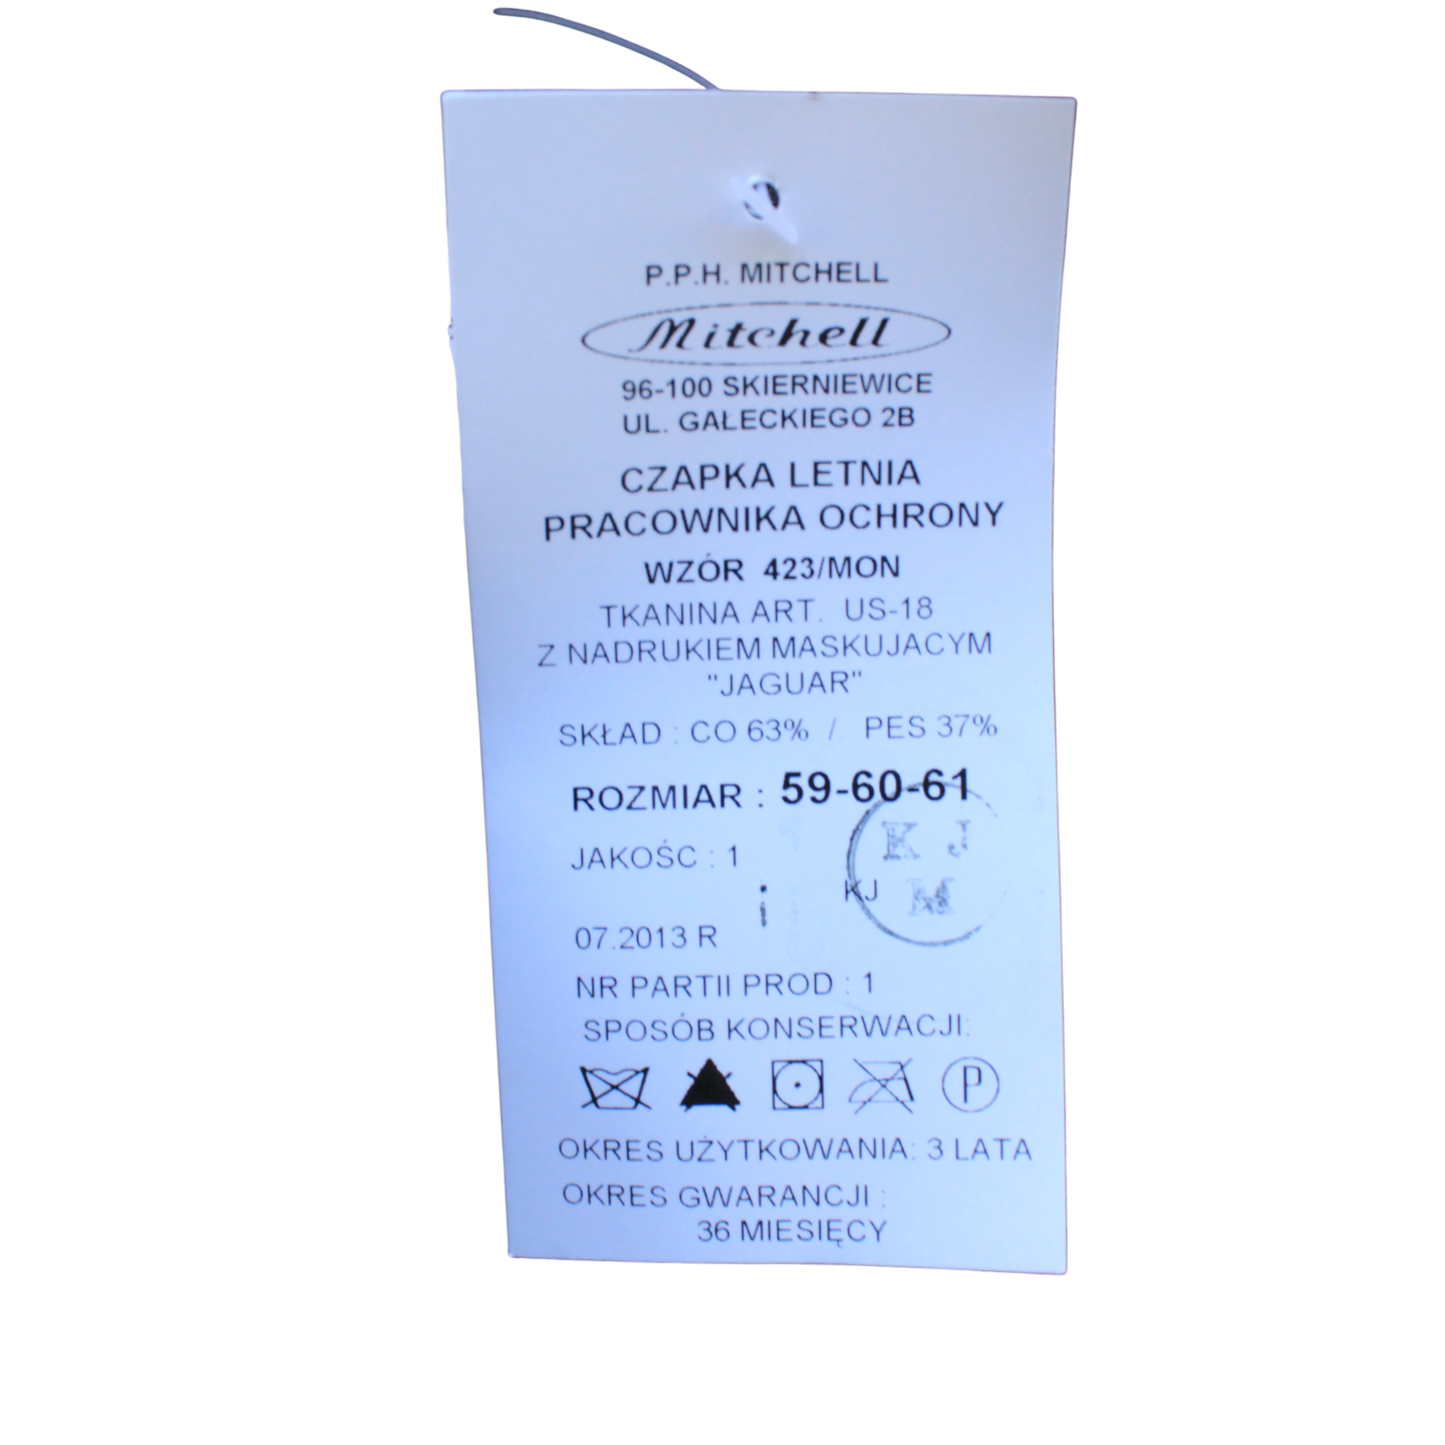 P.P.H. MITCHELL
Mitchell
96-100 SKIERNIEWICE
UL. GAŁECKIEGO 2B
CZAPKA LETNIA
PRACOWNIKA OCHRONY
WZÓR 423/MON
TKANINA ART. US-18
Z NADRUKIEM MASKUJACYM
"JAGUAR"
SKŁAD : CO 63% / PES 37%
ROZMIAR : 59-60-61
K J
JAKOŚC : 1
KJ
M
07.2013 R
NR PARTII PROD : 1
SPOSÓB KONSERWACJI:
P
OKRES UŻYTKOWANIA: 3 LATA
OKRES GWARANCJI :
36 MIESIĘCY